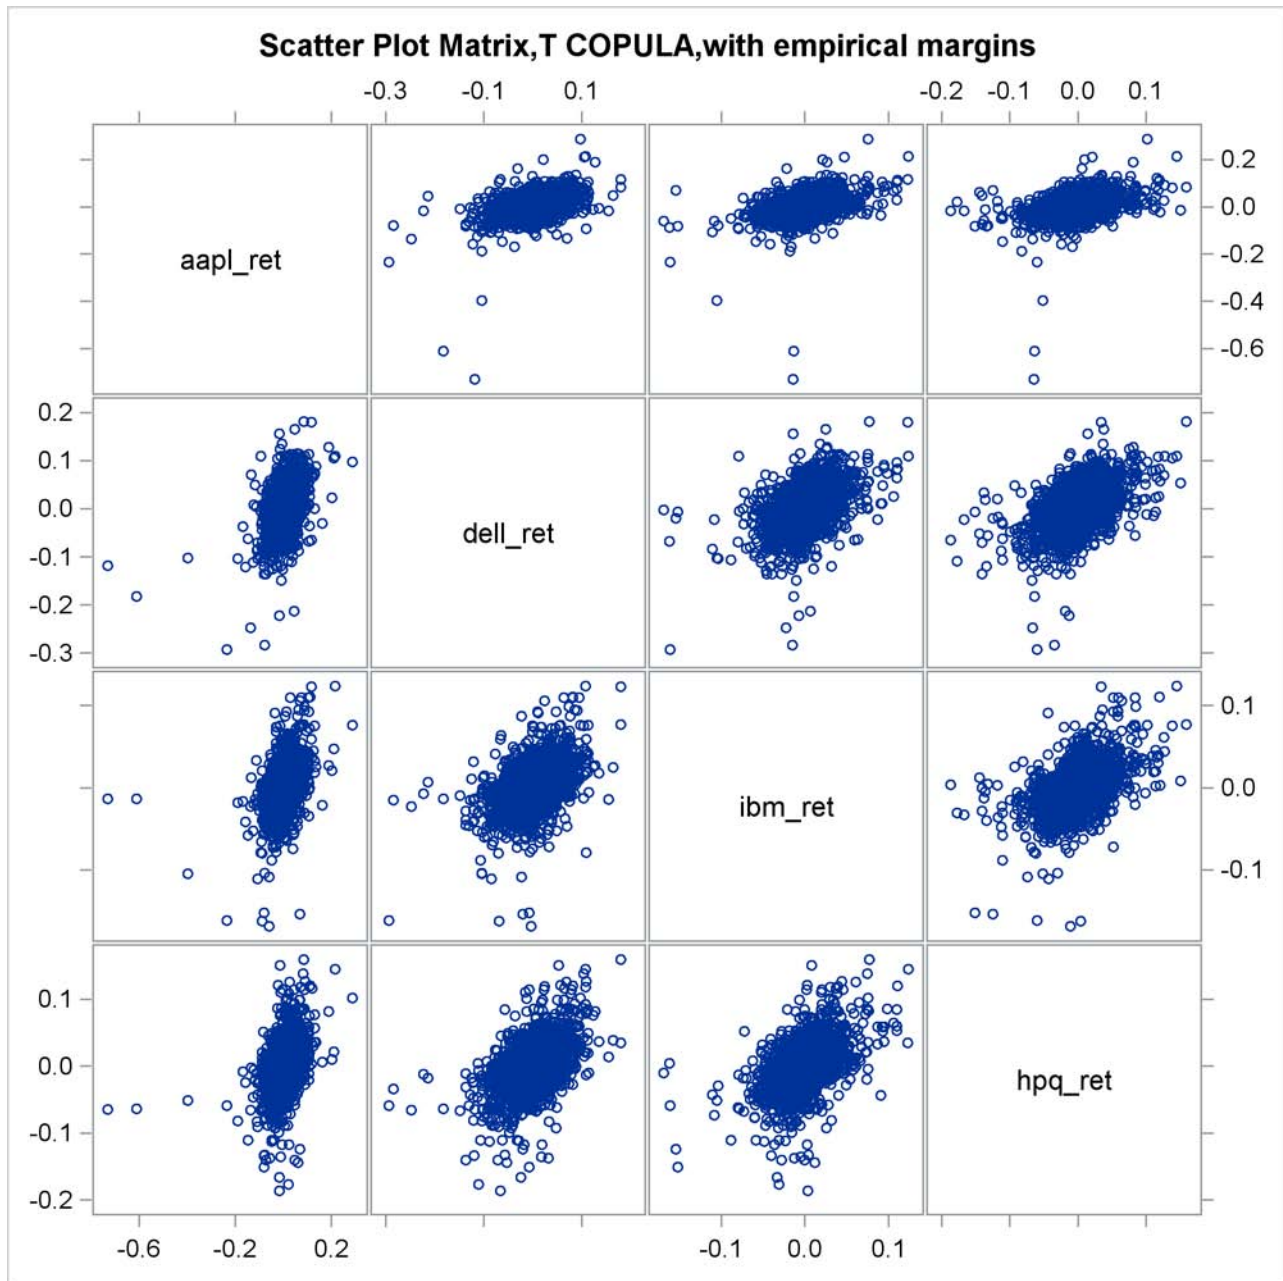 Scatter Plot Matrix,T COPULA,with empirical margins
-0.3 -0.1 0.1 -0.2 -0.1 0.0 0.1
0.2
0.0
aapl_ret
-0.2
-0.4
-0.6
0.2
0.1
0.0
dell_ret
-0.1
-0.2
-0.3
0.1
0.0
ibm_ret
-0.1
0.1
0.0
hpq_ret
-0.1
-0.2
-0.6 -0.2 0.2 -0.1 0.0 0.1